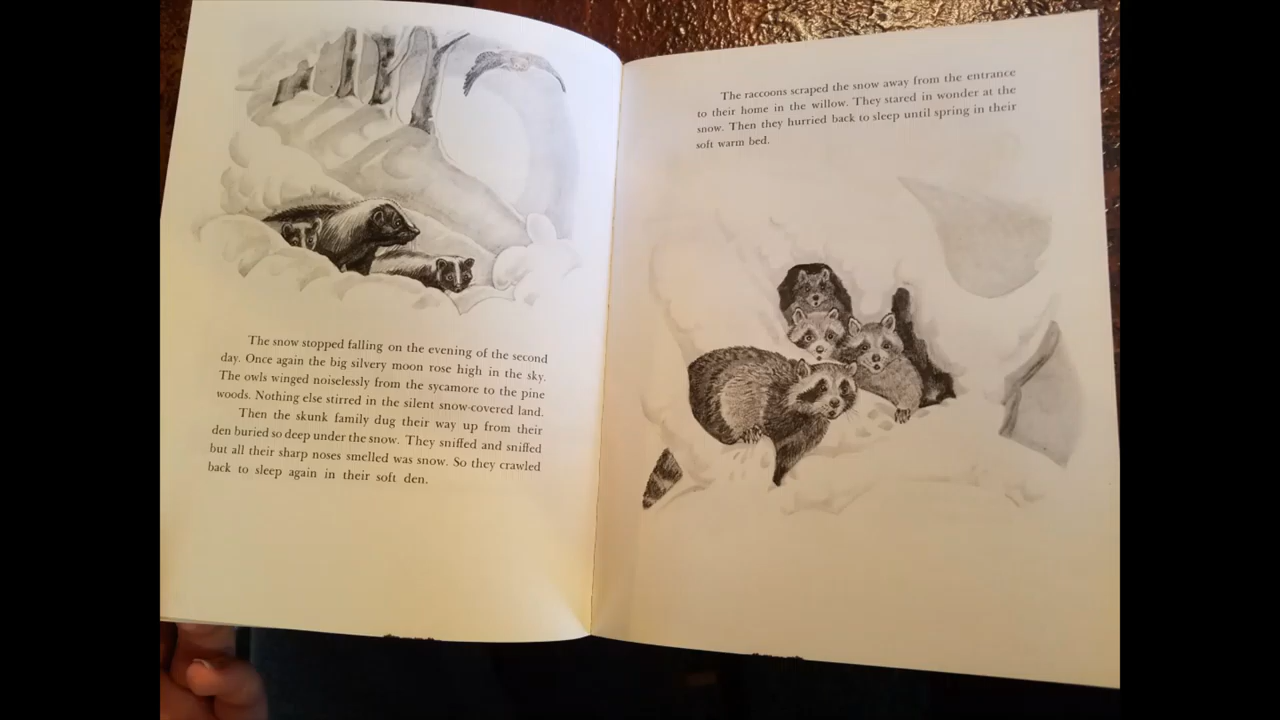 The snow stopped falling on the evening of the second
day. Once again the big silvery moon rose high in the sky.
The owls winged noiselessly from the sycamore to the pine
woods. Nothing else stirred in the silent snow-covered land.
Then the skunk family dug their way up from their
den buried so deep under the snow. They sniffed and sniffed
but all their sharp noses smelled was snow. So they crawled
back to sleep again in their soft den.
The raccoons scraped the snow away from the entrance
to their home in the willow. They stared in wonder at the
snow. Then they hurried back to sleep until spring in their
soft warm bed.